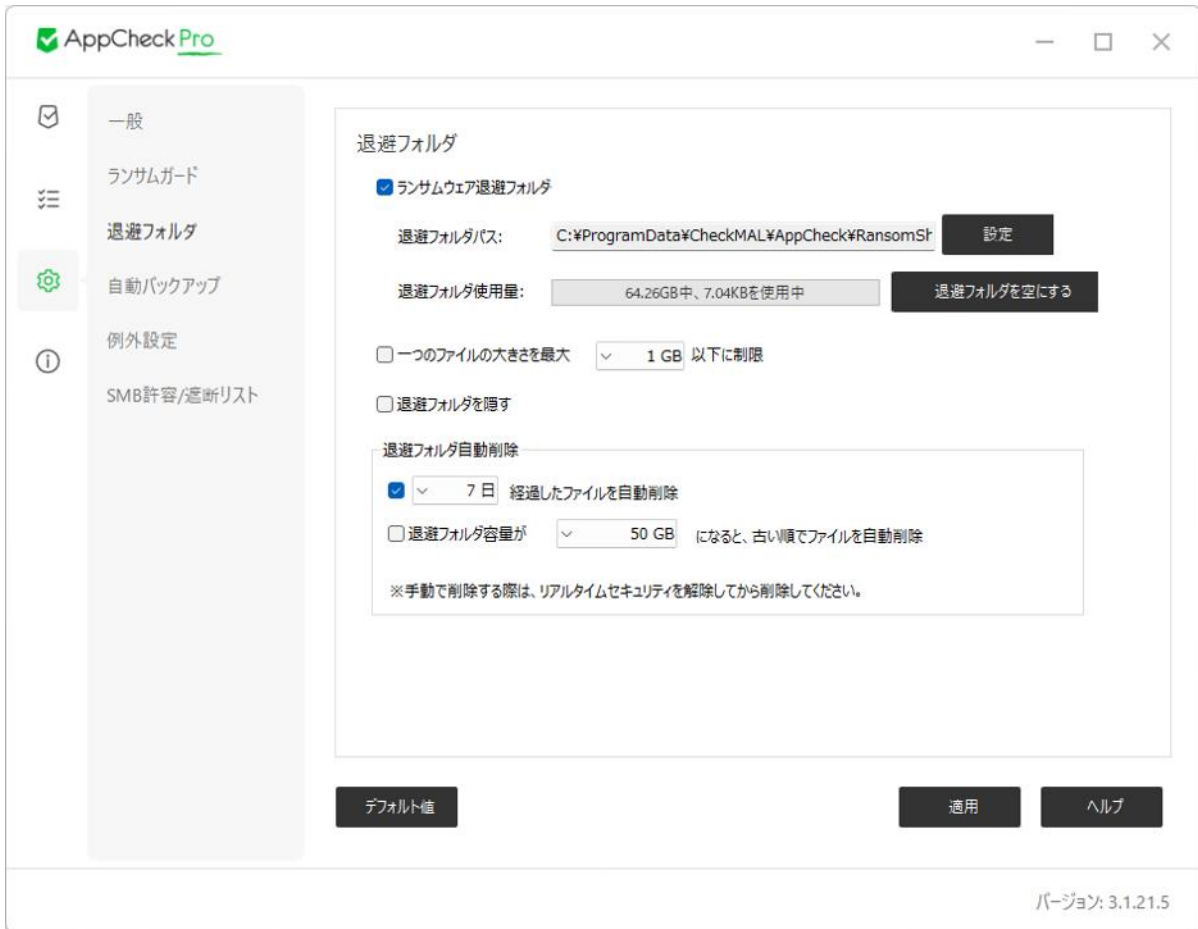 AppCheck Pro
一般
ランサムガード
退避フォルダ
自動バックアップ
例外設定
SMB許容/遮断リスト
退避フォルダ
ランサムウェア退避フォルダ
退避フォルダパス: C:¥ProgramData¥CheckMAL¥AppCheck¥RansomSh 設定
退避フォルダ使用量: 64.26GB中、7.04KBを使用中 退避フォルダを空にする
一つのファイルの大きさを最大 1 GB 以下に制限
退避フォルダを隠す
退避フォルダ自動削除
7 日 経過したファイルを自動削除
退避フォルダ容量が 50 GB になると、古い順でファイルを自動削除
※手動で削除する際は、リアルタイムセキュリティを解除してから削除してください。
デフォルト値 適用 ヘルプ
バージョン: 3.1.21.5